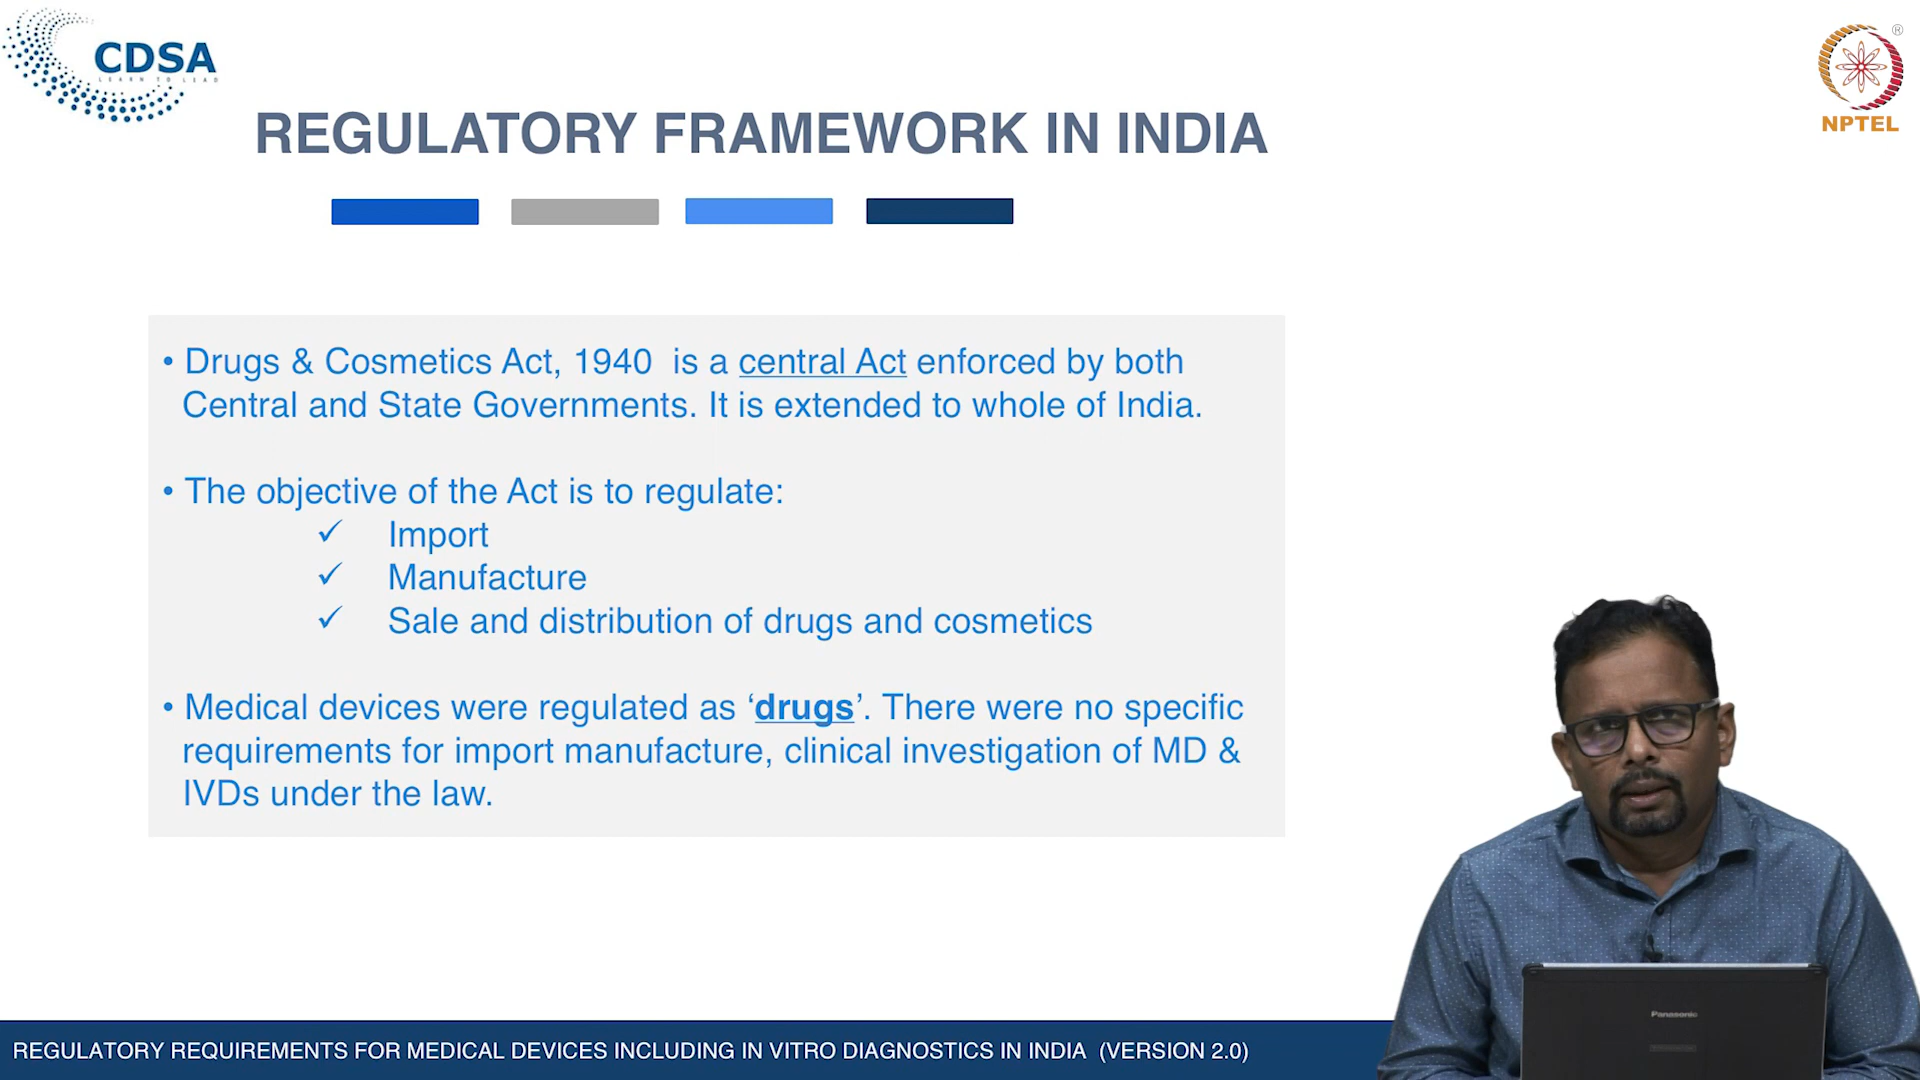 CDSA
LEARN TO LEAD
®
NPTEL
REGULATORY FRAMEWORK IN INDIA
• Drugs & Cosmetics Act, 1940 is a central Act enforced by both
Central and State Governments. It is extended to whole of India.
• The objective of the Act is to regulate:
✓ Import
✓ Manufacture
✓ Sale and distribution of drugs and cosmetics
• Medical devices were regulated as ‘drugs’. There were no specific
requirements for import manufacture, clinical investigation of MD &
IVDs under the law.
Panasonic
REGULATORY REQUIREMENTS FOR MEDICAL DEVICES INCLUDING IN VITRO DIAGNOSTICS IN INDIA (VERSION 2.0)